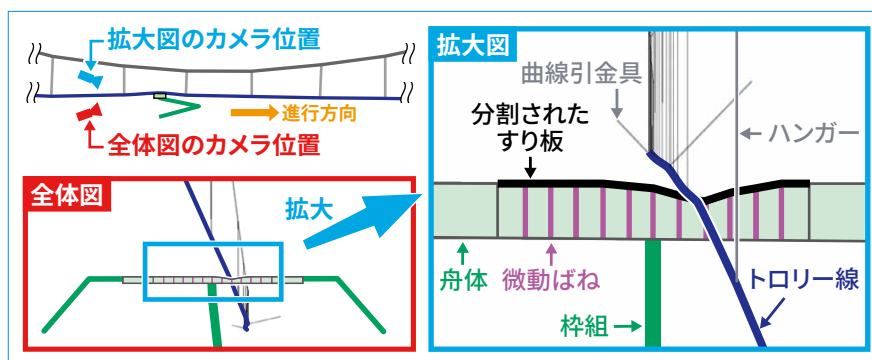 拡大図のカメラ位置
進行方向
全体図のカメラ位置
全体図
拡大
拡大図
曲線引金具
分割された
すり板
ハンガー
舟体
微動ばね
トロリー線
枠組